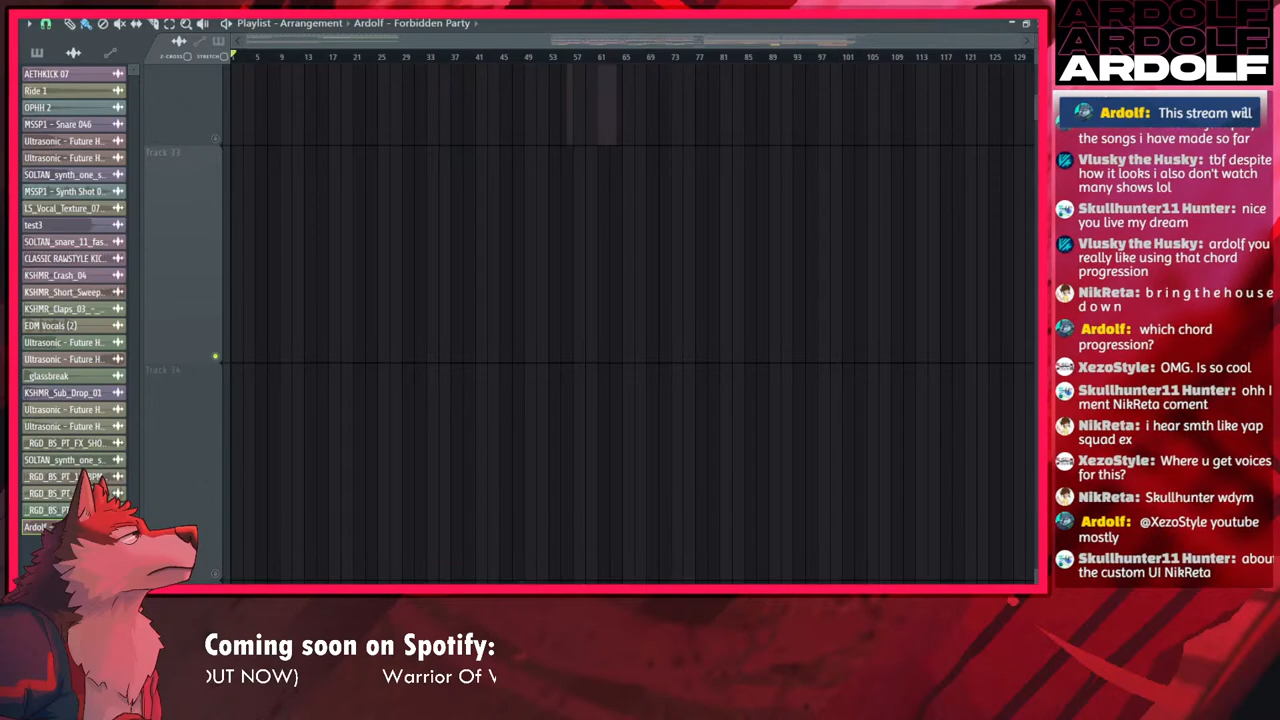 Playlist - Arrangement › Ardolf - Forbidden Party ›
Z-CROSS STRETCH
5 9 13 17 21 25 29 33 37 41 45 49 53 57 61 65 69 73 77 81 85 89 93 97 101 105 109 113 117 121 125 129
AETHKICK 07
Ride 1
OPHH 2
MSSP1 - Snare 046
Ultrasonic - Future H..
Ultrasonic - Future H..
SOLTAN_synth_one_s..
MSSP1 - Synth Shot 0..
LS_Vocal_Texture_07..
test3
SOLTAN_snare_11_fas..
CLASSIC RAWSTYLE KIC..
KSHMR_Crash_04
KSHMR_Short_Sweep..
KSHMR_Claps_03_-_..
EDM Vocals (2)
Ultrasonic - Future H..
Ultrasonic - Future H..
_glassbreak
KSHMR_Sub_Drop_01
Ultrasonic - Future H..
Ultrasonic - Future H..
_RGD_BS_PT_FX_SHO..
SOLTAN_synth_one_s..
_RGD_BS_PT
_RGD_BS_PT
_RGD_BS_PT
Ardolf
Track 33
Track 34
ARDOLF
ARDOLF
ARDOLF
Ardolf: This stream will
the songs i have made so far
Vlusky the Husky: tbf despite
how it looks i also don't watch
many shows lol
Skullhunter11 Hunter: nice
you live my dream
Vlusky the Husky: ardolf you
really like using that chord
progression
NikReta: b r i n g t h e h o u s e
d o w n
Ardolf: which chord
progression?
XezoStyle: OMG. Is so cool
Skullhunter11 Hunter: ohh I
ment NikReta coment
NikReta: i hear smth like yap
squad ex
XezoStyle: Where u get voices
for this?
NikReta: Skullhunter wdym
Ardolf: @XezoStyle youtube
mostly
Skullhunter11 Hunter: about
the custom UI NikReta
Coming soon on Spotify:
OUT NOW) Warrior Of